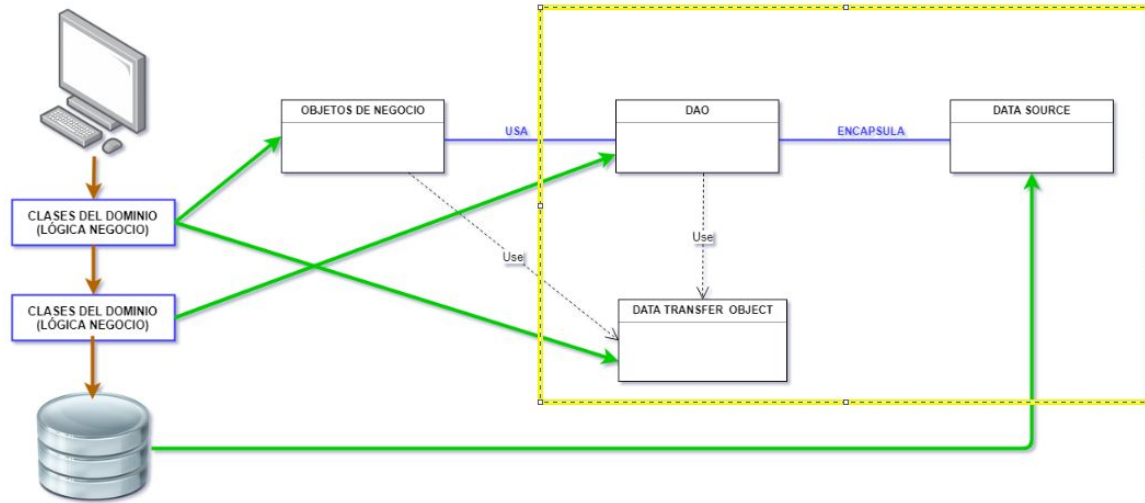 OBJETOS DE NEGOCIO
USA
DAO
ENCAPSULA
DATA SOURCE
CLASES DEL DOMINIO
(LÓGICA NEGOCIO)
Use
Use
CLASES DEL DOMINIO
(LÓGICA NEGOCIO)
DATA TRANSFER OBJECT